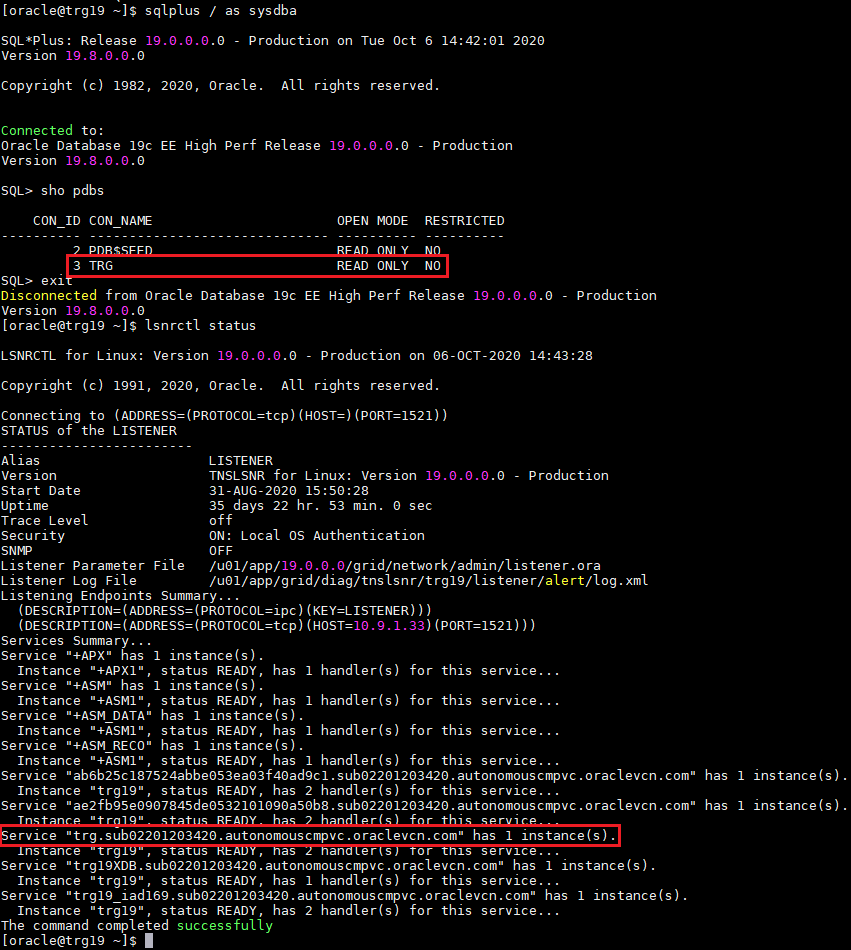 [oracle@trg19 ~]$ sqlplus / as sysdba
SQL*Plus: Release 19.0.0.0.0 - Production on Tue Oct 6 14:42:01 2020
Version 19.8.0.0.0
Copyright (c) 1982, 2020, Oracle.  All rights reserved.
Connected to:
Oracle Database 19c EE High Perf Release 19.0.0.0.0 - Production
Version 19.8.0.0.0
SQL> sho pdbs
    CON_ID CON_NAME                       OPEN MODE  RESTRICTED
---------- ------------------------------ ---------- ----------
         2 PDB$SEED                       READ ONLY  NO
         3 TRG                            READ ONLY  NO
SQL> exit
Disconnected from Oracle Database 19c EE High Perf Release 19.0.0.0.0 - Production
Version 19.8.0.0.0
[oracle@trg19 ~]$ lsnrctl status
LSNRCTL for Linux: Version 19.0.0.0.0 - Production on 06-OCT-2020 14:43:28
Copyright (c) 1991, 2020, Oracle.  All rights reserved.
Connecting to (ADDRESS=(PROTOCOL=tcp)(HOST=)(PORT=1521))
STATUS of the LISTENER
------------------------
Alias                     LISTENER
Version                   TNSLSNR for Linux: Version 19.0.0.0.0 - Production
Start Date                31-AUG-2020 15:50:28
Uptime                    35 days 22 hr. 53 min. 0 sec
Trace Level               off
Security                  ON: Local OS Authentication
SNMP                      OFF
Listener Parameter File   /u01/app/19.0.0.0/grid/network/admin/listener.ora
Listener Log File         /u01/app/grid/diag/tnslsnr/trg19/listener/alert/log.xml
Listening Endpoints Summary...
  (DESCRIPTION=(ADDRESS=(PROTOCOL=ipc)(KEY=LISTENER)))
  (DESCRIPTION=(ADDRESS=(PROTOCOL=tcp)(HOST=10.9.1.33)(PORT=1521)))
Services Summary...
Service "+APX" has 1 instance(s).
  Instance "+APX1", status READY, has 1 handler(s) for this service...
Service "+ASM" has 1 instance(s).
  Instance "+ASM1", status READY, has 1 handler(s) for this service...
Service "+ASM_DATA" has 1 instance(s).
  Instance "+ASM1", status READY, has 1 handler(s) for this service...
Service "+ASM_RECO" has 1 instance(s).
  Instance "+ASM1", status READY, has 1 handler(s) for this service...
Service "ab6b25c187524abbe053ea03f40ad9c1.sub02201203420.autonomouscmpvc.oraclevcn.com" has 1 instance(s).
  Instance "trg19", status READY, has 2 handler(s) for this service...
Service "ae2fb95e0907845de0532101090a50b8.sub02201203420.autonomouscmpvc.oraclevcn.com" has 1 instance(s).
  Instance "trg19", status READY, has 2 handler(s) for this service...
Service "trg.sub02201203420.autonomouscmpvc.oraclevcn.com" has 1 instance(s).
  Instance "trg19", status READY, has 2 handler(s) for this service...
Service "trg19XDB.sub02201203420.autonomouscmpvc.oraclevcn.com" has 1 instance(s).
  Instance "trg19", status READY, has 1 handler(s) for this service...
Service "trg19_iad169.sub02201203420.autonomouscmpvc.oraclevcn.com" has 1 instance(s).
  Instance "trg19", status READY, has 2 handler(s) for this service...
The command completed successfully
[oracle@trg19 ~]$